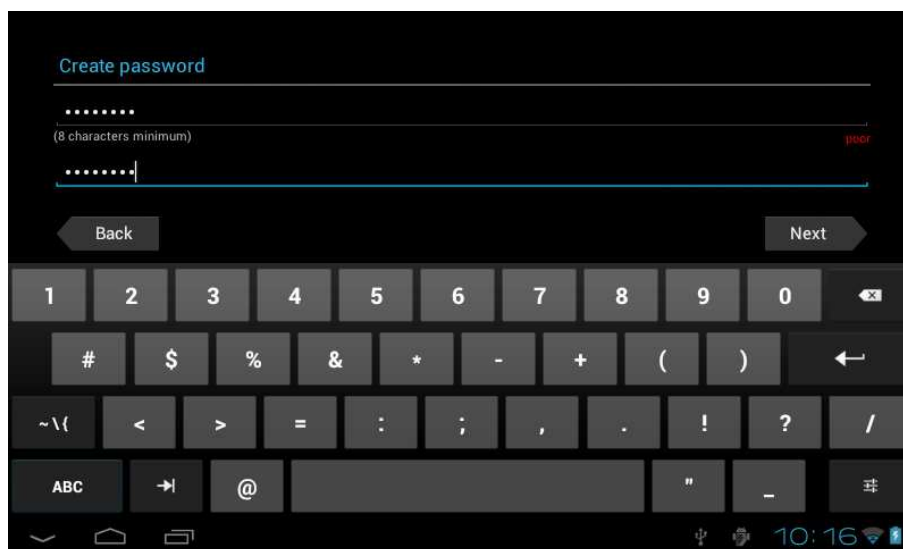 Create password
••••••••
(8 characters minimum) poor
••••••••
Back Next
1 2 3 4 5 6 7 8 9 0
# $ % & * - + ( )
~\{ < > = : ; , . ! ? /
ABC @ " _
10:16